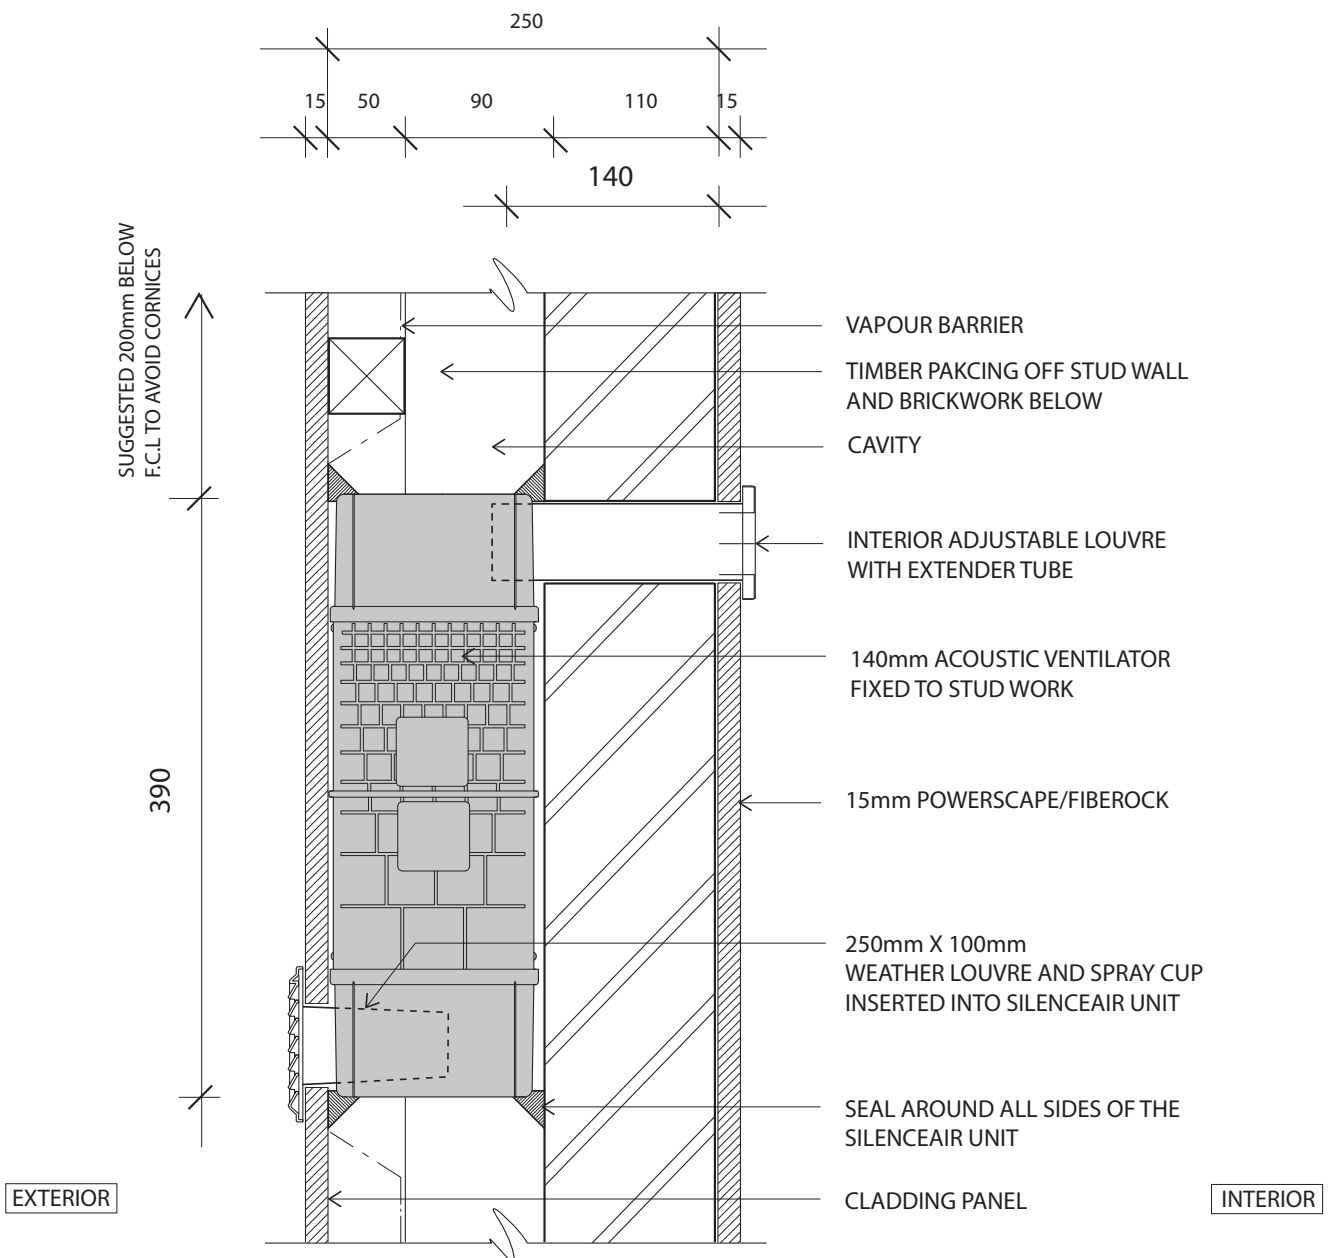 250
15 50 90 110 15
140
SUGGESTED 200mm BELOW
F.C.L TO AVOID CORNICES
VAPOUR BARRIER
TIMBER PAKCING OFF STUD WALL
AND BRICKWORK BELOW
CAVITY
INTERIOR ADJUSTABLE LOUVRE
WITH EXTENDER TUBE
140mm ACOUSTIC VENTILATOR
FIXED TO STUD WORK
390
15mm POWERSCAPE/FIBEROCK
250mm X 100mm
WEATHER LOUVRE AND SPRAY CUP
INSERTED INTO SILENCEAIR UNIT
SEAL AROUND ALL SIDES OF THE
SILENCEAIR UNIT
EXTERIOR
CLADDING PANEL
INTERIOR